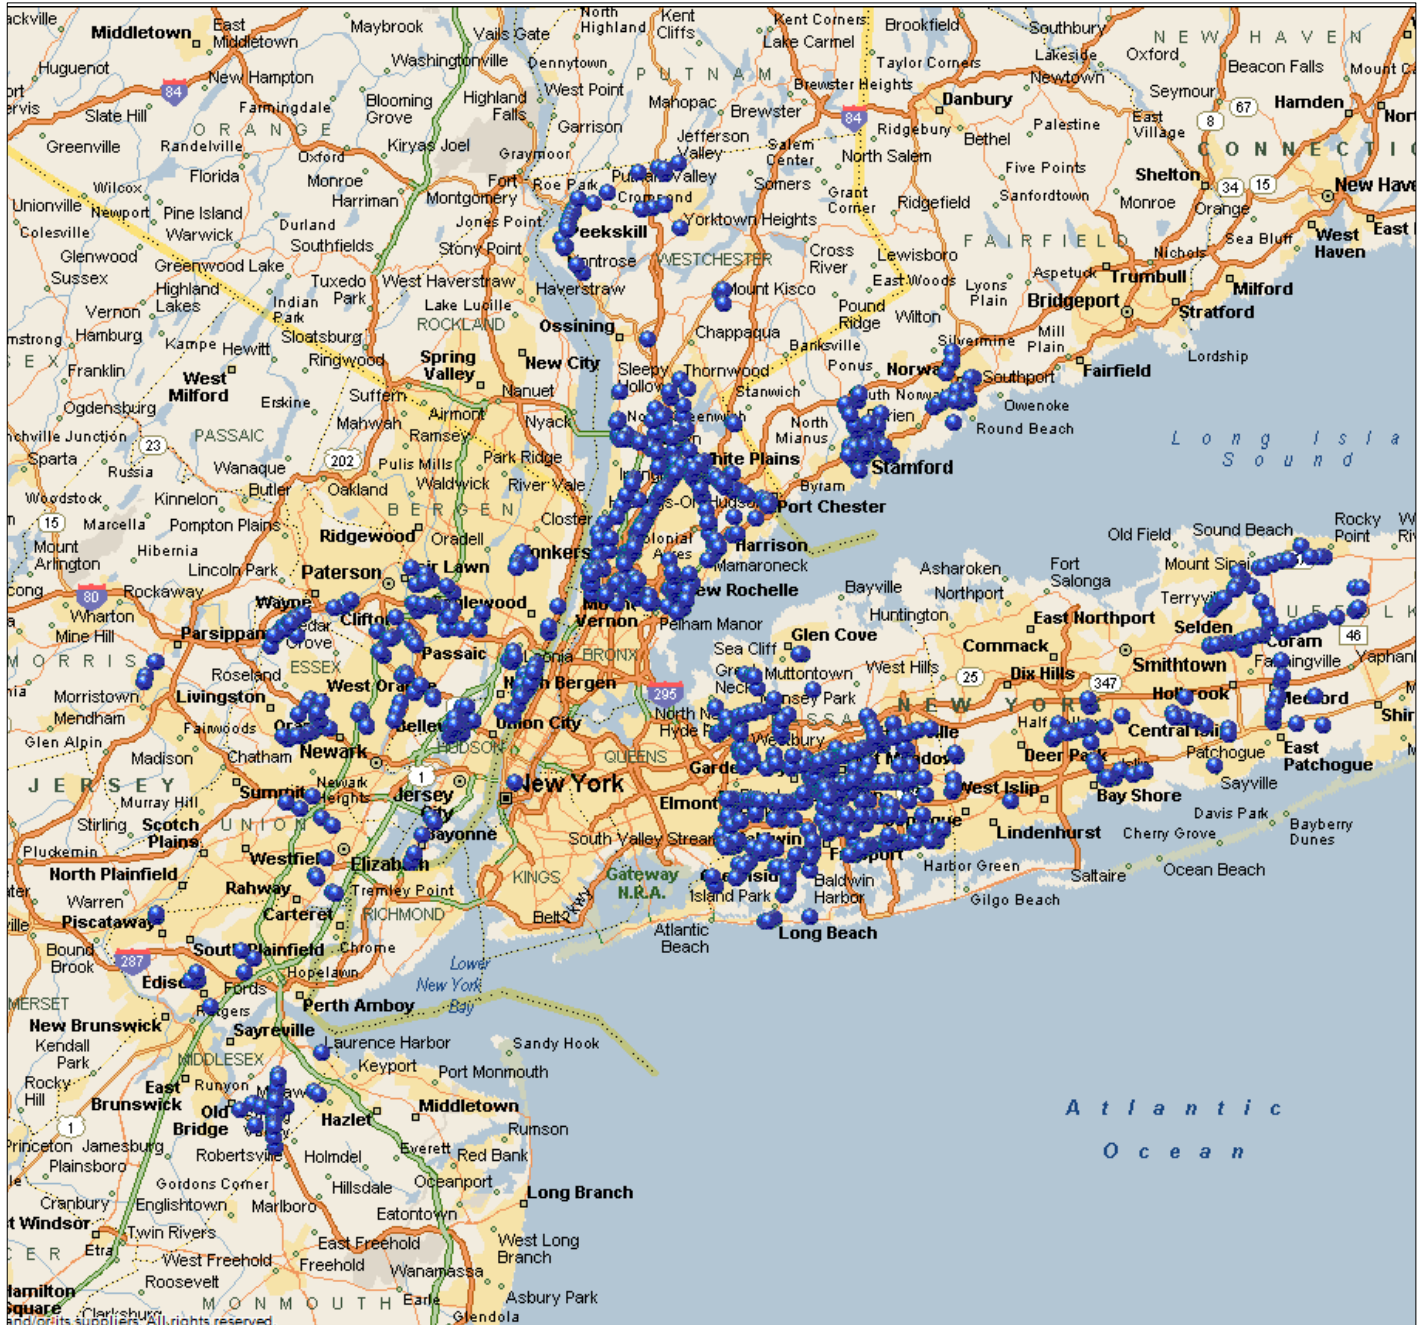 Middletown
East
Middletown
Maybrook
Vails Gate
North
Highland
Kent
Cliffs
Kent Corners
Lake Carmel
Brookfield
Southbury
Lakeside
Oxford
NEW HAVEN
Huguenot
New Hampton
Washingtonville
Dennytown
PUTNAM
Taylor Corners
Newtown
Beacon Falls
84
Slate Hill
Farmingdale
Blooming
Grove
Highland
Falls
West Point
Mahopac
Brewster Heights
Brewster
Danbury
Seymour
Hamden
67
8
ORANGE
Greenville
Randelville
Kiryas Joel
Garrison
Jefferson
Valley
84
Ridgebury
Bethel
Palestine
East
Village
Florida
Oxford
Monroe
Graymoor
Salem
Center
North Salem
Five Points
Shelton
34
15
New Have
Wilcox
Harriman
Fort
Montgomery
Roe Park
Somers
Grant
Corner
Sanfordtown
Monroe
Orange
Unionville
Newport
Pine Island
Durland
Jones Point
Yorktown Heights
Ridgefield
Colesville
Warwick
Southfields
Stony Point
Peekskill
Cross
River
FAIRFIELD
Nichols
Sea Bluff
West
Haven
Glenwood
Greenwood Lake
Tuxedo
Park
West Haverstraw
WESTCHESTER
Lewisboro
Aspetuck
Trumbull
Milford
Sussex
Highland
Lakes
Indian
Park
Haverstraw
Mount Kisco
East Woods
Lyons
Plain
Bridgeport
Stratford
Vernon
Lake Lucille
ROCKLAND
Ossining
Pound
Ridge
Wilton
Hamburg
Kampe
Hewitt
Sloatsburg
Ringwood
Spring
Valley
New City
Chappaqua
Banksville
Silvermine
Mill
Plain
Lordship
Franklin
West
Milford
Nanuet
Sleepy
Hollow
Thornwood
Ponus
Fairfield
Erskine
Suffern
Airmont
Stanwich
Southport
Ogdensburg
Mahwah
Ramsey
Nyack
North
Mianus
Owenoke
Round Beach
23
PASSAIC
Sparta
Russia
Wanaque
202
Pulis Mills
Park Ridge
White Plains
Stamford
Long Isla
Sound
Butler
Oakland
Waldwick
River Vale
Byram
Woodstock
Kinnelon
BERGEN
Port Chester
15
Marcella
Pompton Plains
Closter
Old Field
Sound Beach
Rocky
Point
Mount
Arlington
Hibernia
Ridgewood
Oradell
Harrison
Mamaroneck
Asharoken
Fort
Salonga
Mount Sinai
Lincoln Park
Paterson
Bayville
Northport
80
Rockaway
Wayne
Englewood
New Rochelle
Huntington
East Northport
Terryville
Wharton
Mine Hill
Parsippan
Clifton
Mount
Vernon
Pelham Manor
Glen Cove
Selden
46
Cedar
Grove
Passaic
Sea Cliff
Commack
Smithtown
Coram
MORRIS
ESSEX
BRONX
Muttontown
West Hills
Dix Hills
Farmingville
Roseland
25
347
Morristown
Livingston
West Orange
North Bergen
295
Holbrook
Medford
Mendham
Fairwoods
Union City
NEW YORK
Glen Alpin
Madison
Chatham
Newark
HUDSON
QUEENS
Westbury
Deer Park
Patchogue
East
Patchogue
JERSEY
Newark
Heights
1
New York
Sayville
Murray Hill
Summit
Jersey
City
Elmont
West Islip
Bay Shore
Davis Park
Stirling
Scotch
Plains
UNION
Bayonne
South Valley Stream
Lindenhurst
Cherry Grove
Bayberry
Dunes
Pluckemin
Westfield
Elizabeth
Freeport
Harbor Green
Ocean Beach
North Plainfield
KINGS
Gateway
N.R.A.
Saltaire
Rahway
Tremley Point
Island Park
Baldwin
Harbor
Gilgo Beach
Warren
Carteret
RICHMOND
Belt Pkwy
Piscataway
Atlantic
Beach
Long Beach
Bound
Brook
287
South Plainfield
Chrome
Hopelawn
Lower
New York
Bay
Edison
Fords
Perth Amboy
Rutgers
New Brunswick
Sayreville
Kendall
Park
Laurence Harbor
Sandy Hook
MIDDLESEX
Keyport
Port Monmouth
Rocky
Hill
East
Brunswick
Runyon
Old
Bridge
Hazlet
Middletown
Atlantic
Ocean
1
Rumson
Princeton
Jamesburg
Everett
Red Bank
Plainsboro
Robertsville
Holmdel
Gordons Corner
Hillsdale
Oceanport
Long Branch
Cranbury
Englishtown
Marlboro
Eatontown
t Windsor
Twin Rivers
Etra
East Freehold
West Long
Branch
West Freehold
Freehold
Wanamassa
Roosevelt
Hamilton
Square
MONMOUTH
Earle
Asbury Park
Clarksburg
Glendola
and/or its suppliers. All rights reserved.